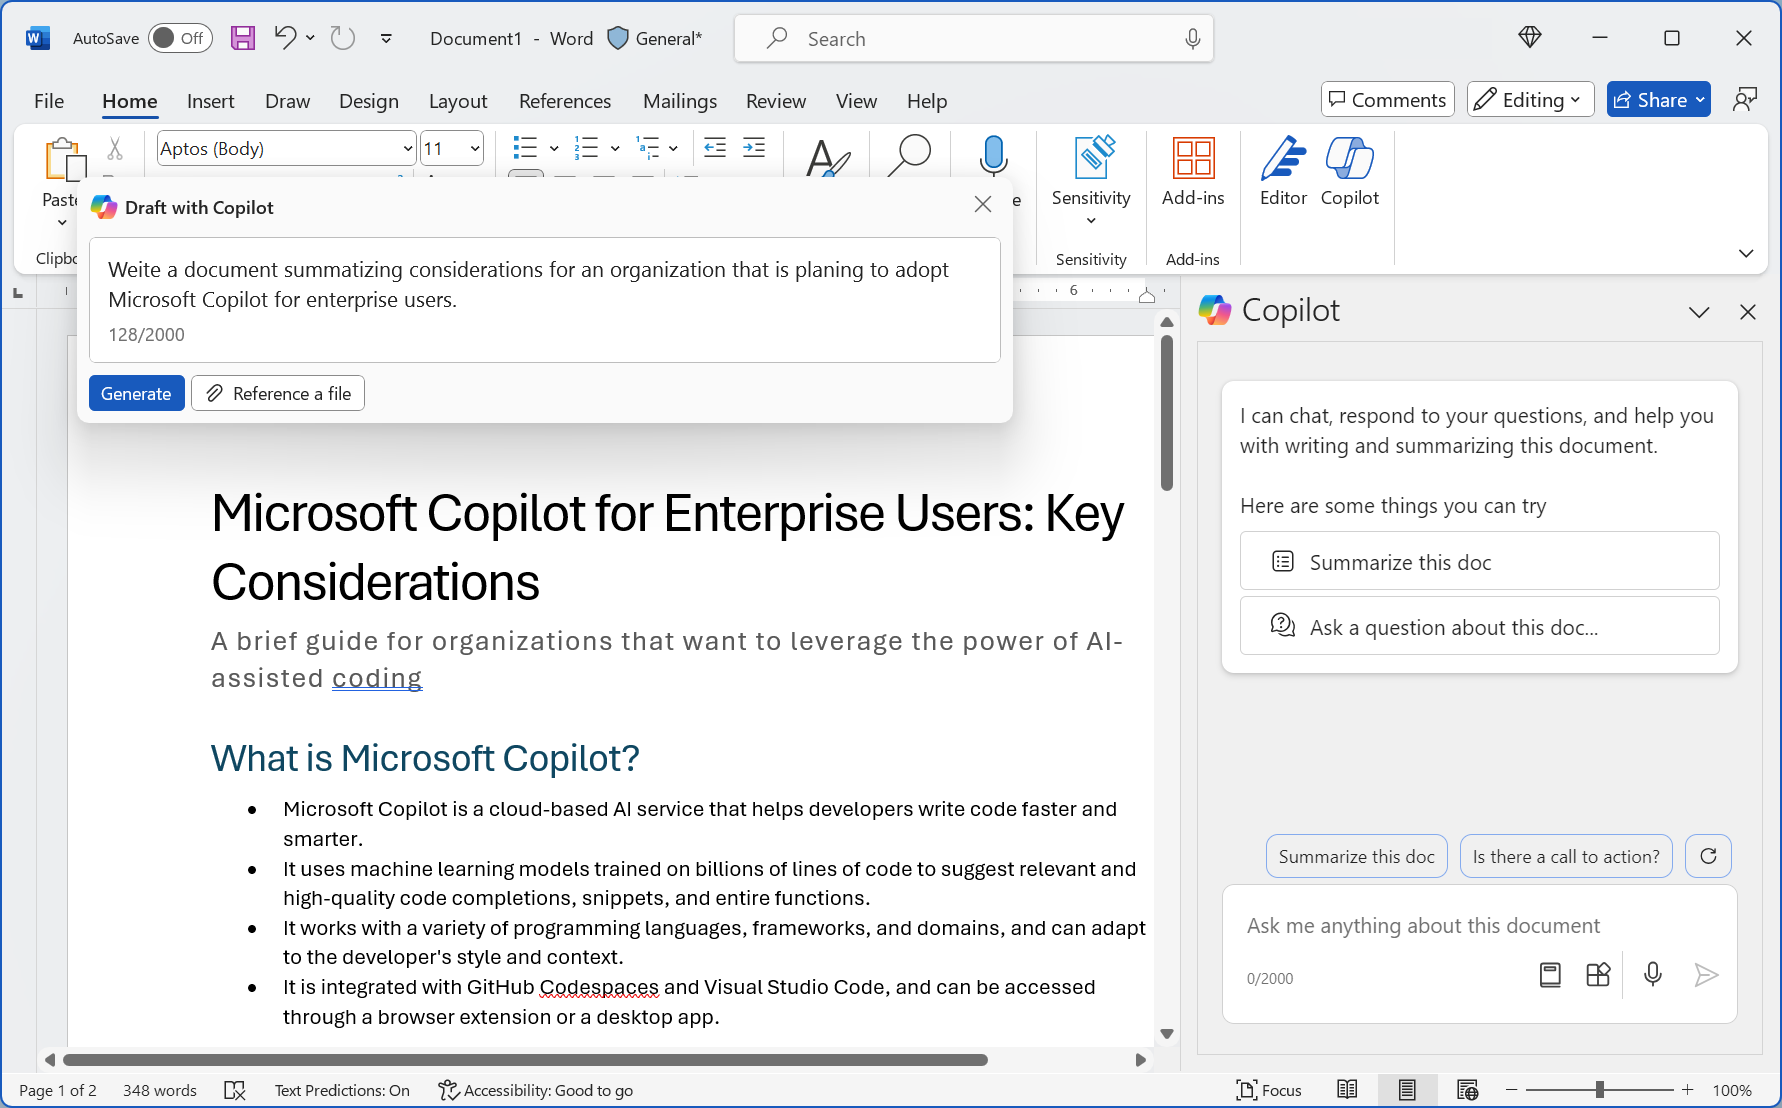 AutoSave Off Document1 - Word General* Search
File Home Insert Draw Design Layout References Mailings Review View Help Comments Editing Share
Aptos (Body) 11
Paste
Sensitivity Add-ins Editor Copilot
Sensitivity Add-ins
Draft with Copilot
Weite a document summatizing considerations for an organization that is planing to adopt
Microsoft Copilot for enterprise users.
128/2000
Generate Reference a file
6
Microsoft Copilot for Enterprise Users: Key
Considerations
A brief guide for organizations that want to leverage the power of AI-
assisted coding
What is Microsoft Copilot?
• Microsoft Copilot is a cloud-based AI service that helps developers write code faster and
smarter.
• It uses machine learning models trained on billions of lines of code to suggest relevant and
high-quality code completions, snippets, and entire functions.
• It works with a variety of programming languages, frameworks, and domains, and can adapt
to the developer's style and context.
• It is integrated with GitHub Codespaces and Visual Studio Code, and can be accessed
through a browser extension or a desktop app.
Copilot
I can chat, respond to your questions, and help you
with writing and summarizing this document.
Here are some things you can try
Summarize this doc
Ask a question about this doc...
Summarize this doc Is there a call to action?
Ask me anything about this document
0/2000
Page 1 of 2 348 words Text Predictions: On Accessibility: Good to go Focus 100%